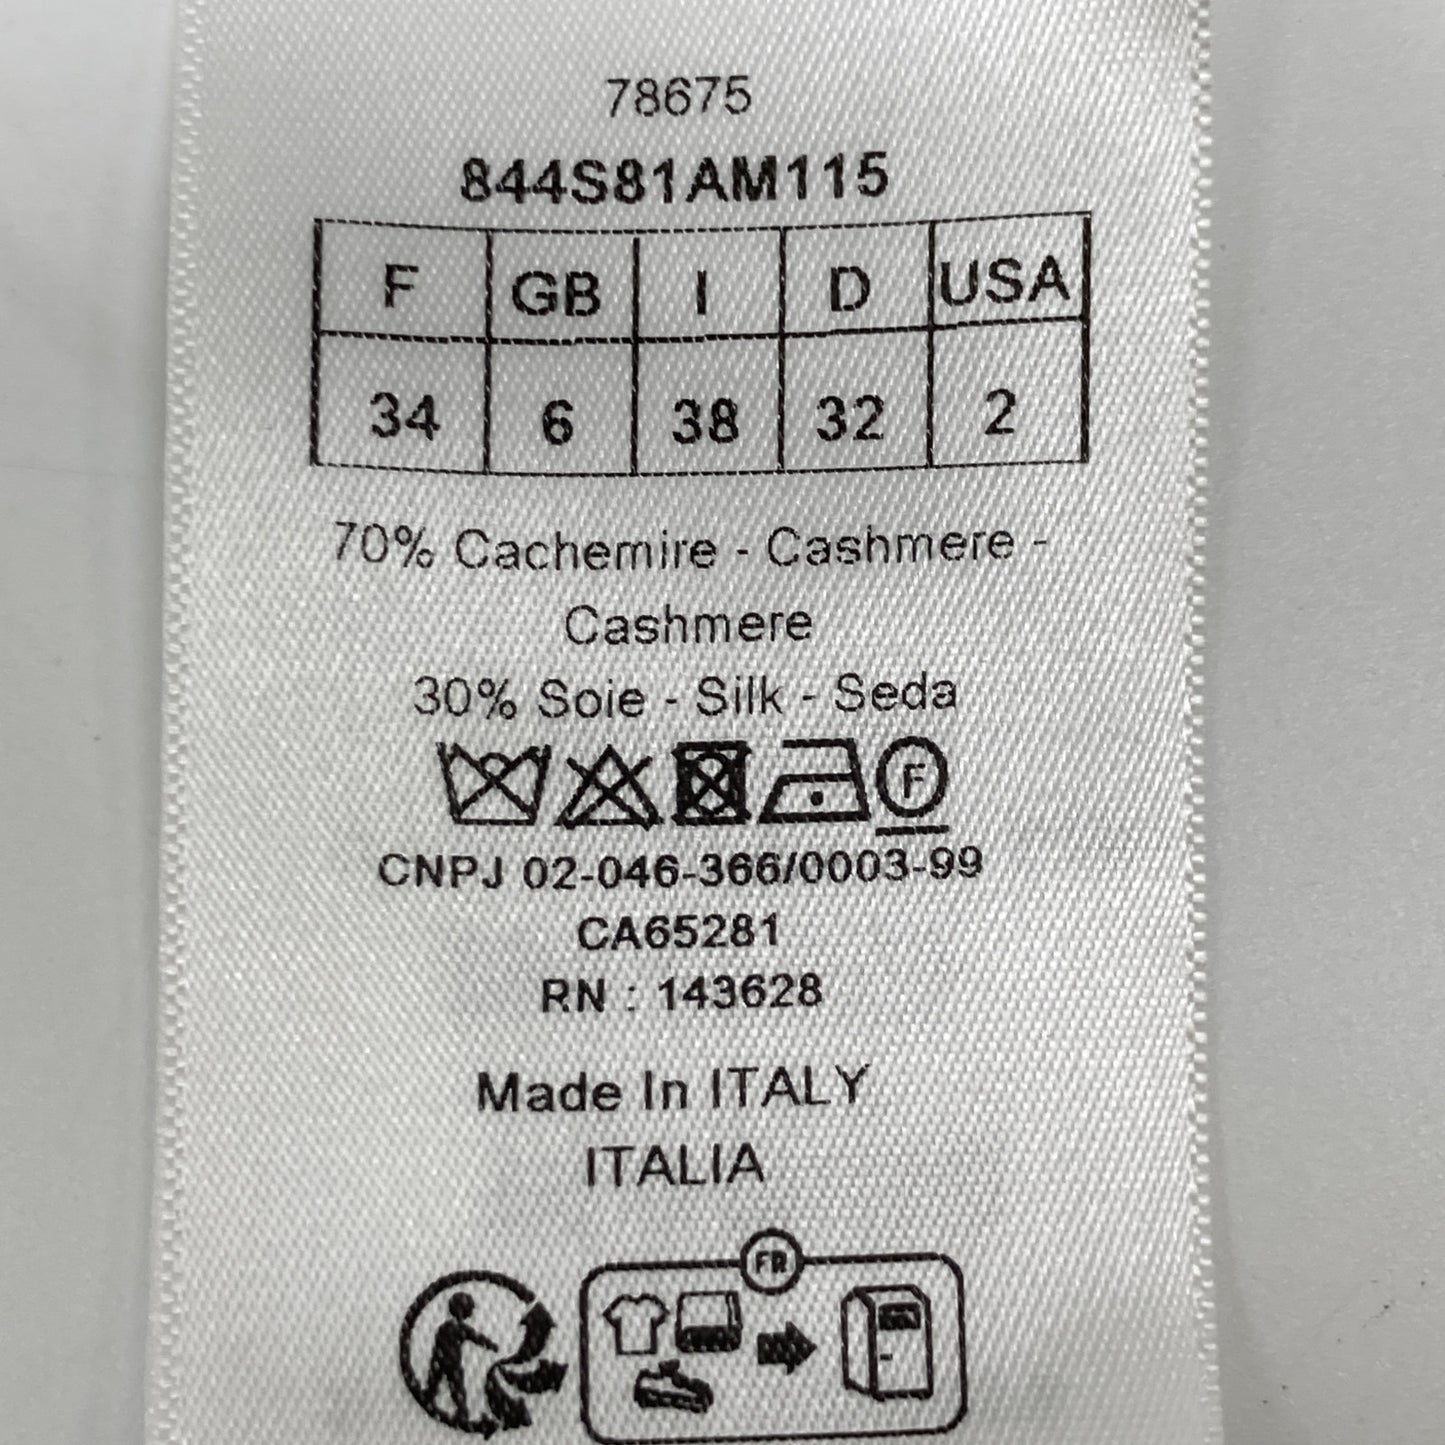 78675
844S81AM115
F GB I D USA
34 6 38 32 2
70% Cachemire - Cashmere -
Cashmere
30% Soie - Silk - Seda
F
CNPJ 02-046-366/0003-99
CA65281
RN : 143628
Made In ITALY
ITALIA
FR